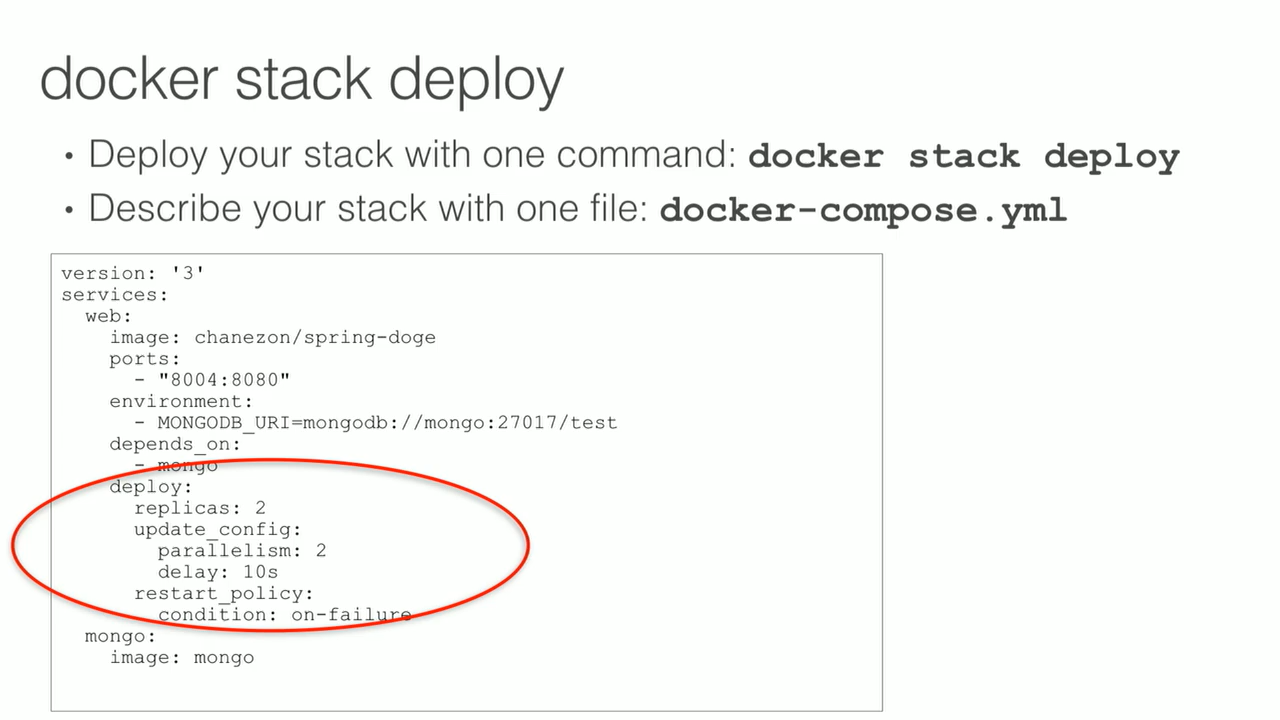 docker stack deploy
• Deploy your stack with one command: docker stack deploy
• Describe your stack with one file: docker-compose.yml
version: '3'
services:
  web:
    image: chanezon/spring-doge
    ports:
      - "8004:8080"
    environment:
      - MONGODB_URI=mongodb://mongo:27017/test
    depends_on:
      - mongo
    deploy:
      replicas: 2
      update_config:
        parallelism: 2
        delay: 10s
      restart_policy:
        condition: on-failure
  mongo:
    image: mongo